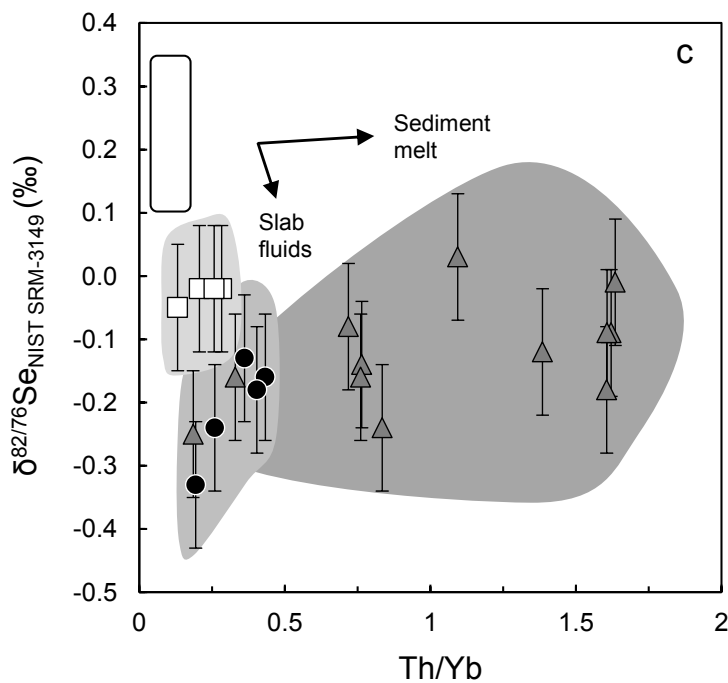 c
0.4
0.3
0.2
0.1
0.0
-0.1
-0.2
-0.3
-0.4
-0.5
δ82/76SeNIST SRM-3149 (‰)
Sediment
melt
Slab
fluids
0 0.5 1 1.5 2
Th/Yb